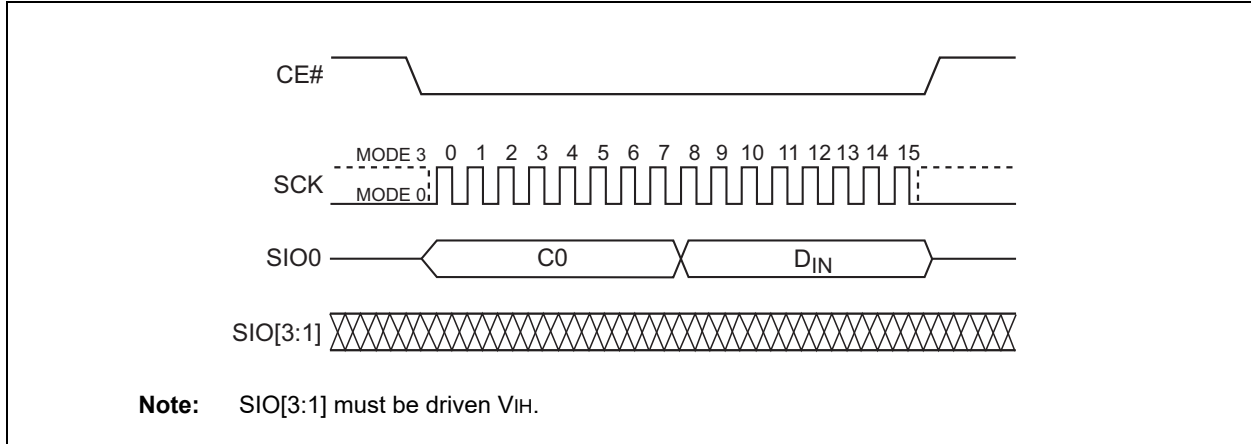 CE#
MODE 3 0 1 2 3 4 5 6 7 8 9 10 11 12 13 14 15
SCK
MODE 0
SIO0 C0 DIN
SIO[3:1]
Note: SIO[3:1] must be driven VIH.